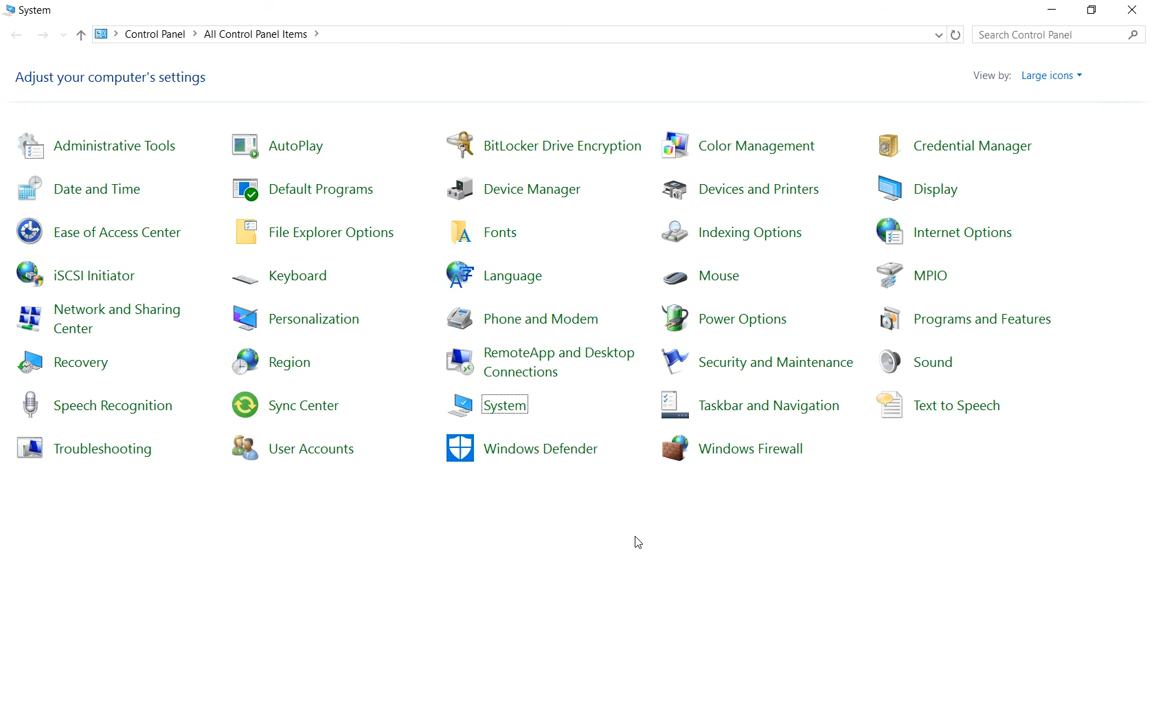 System
Control Panel All Control Panel Items Search Control Panel
Adjust your computer's settings View by: Large icons
Administrative Tools AutoPlay BitLocker Drive Encryption Color Management Credential Manager
Date and Time Default Programs Device Manager Devices and Printers Display
Ease of Access Center File Explorer Options Fonts Indexing Options Internet Options
iSCSI Initiator Keyboard Language Mouse MPIO
Network and Sharing
Center Personalization Phone and Modem Power Options Programs and Features
Recovery Region RemoteApp and Desktop
Connections Security and Maintenance Sound
Speech Recognition Sync Center System Taskbar and Navigation Text to Speech
Troubleshooting User Accounts Windows Defender Windows Firewall